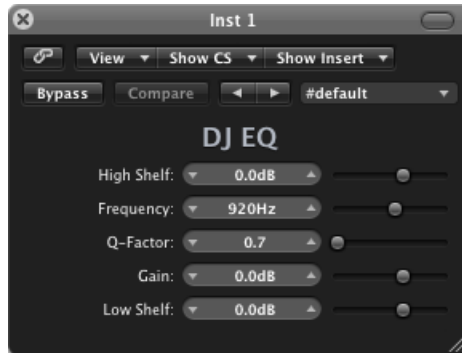 Inst 1
View Show CS Show Insert
Bypass Compare #default
DJ EQ
High Shelf: 0.0dB
Frequency: 920Hz
Q-Factor: 0.7
Gain: 0.0dB
Low Shelf: 0.0dB